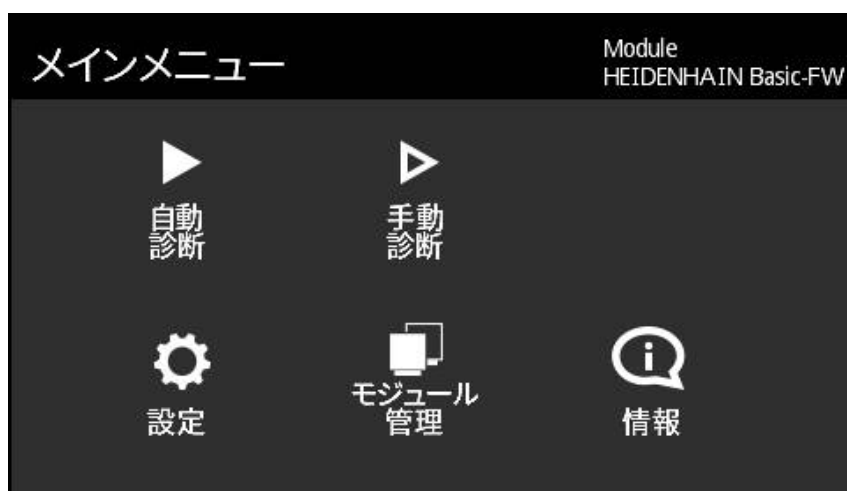 メインメニュー
Module
HEIDENHAIN Basic-FW
自動
診断
手動
診断
設定
モジュール
管理
情報